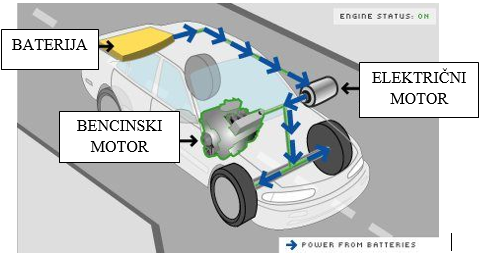 ENGINE STATUS: ON
BATERIJA
ELEKTRIČNI
MOTOR
BENCINSKI
MOTOR
POWER FROM BATTERIES